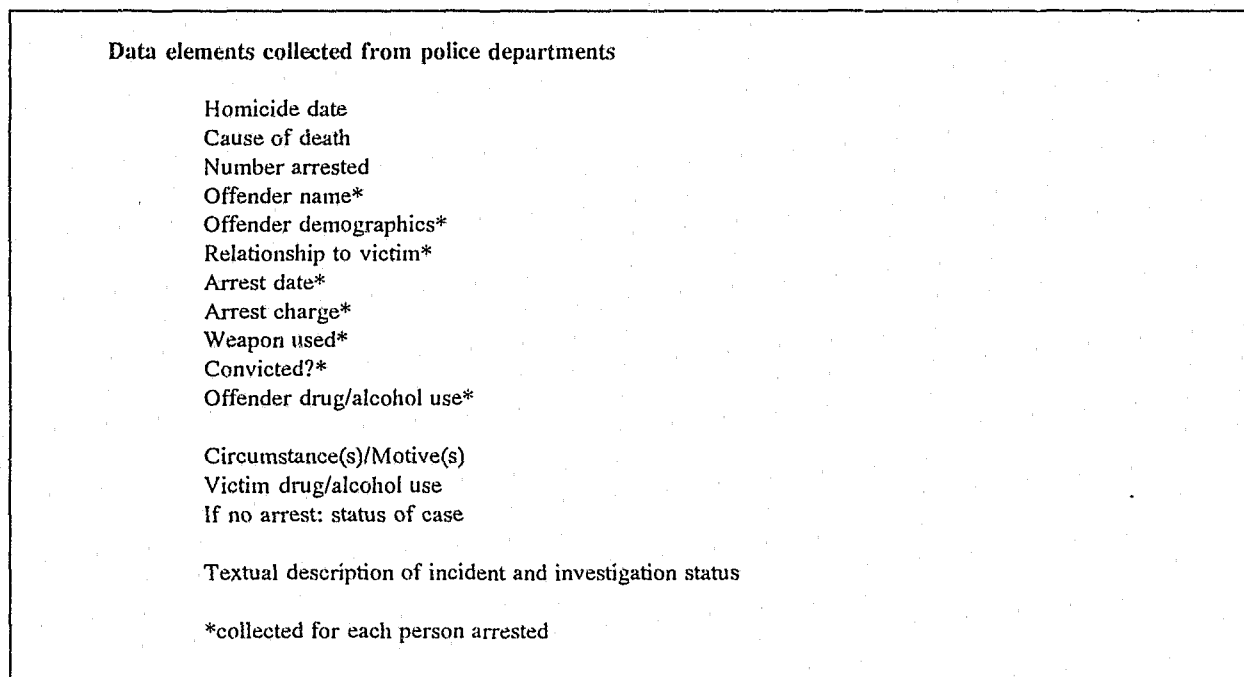 Data elements collected from police departments
Homicide date
Cause of death
Number arrested
Offender name*
Offender demographics*
Relationship to victim*
Arrest date*
Arrest charge*
Weapon used*
Convicted?*
Offender drug/alcohol use*
Circumstance(s)/Motive(s)
Victim drug/alcohol use
If no arrest: status of case
Textual description of incident and investigation status
*collected for each person arrested